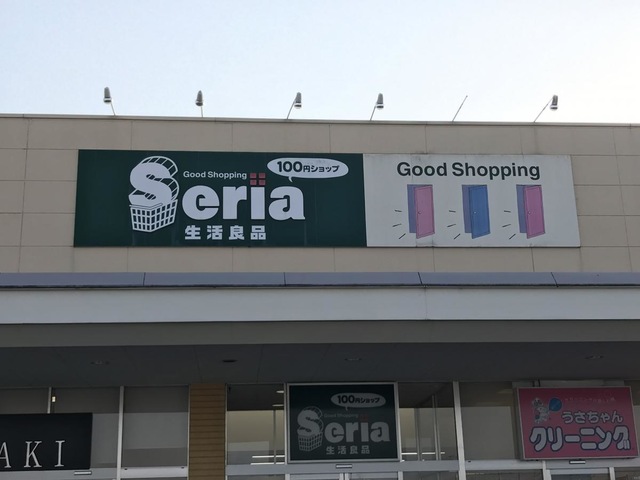 Good Shopping
100円ショップ
Seria
生活良品
Good Shopping
100円ショップ
Good Shopping
Seria
生活良品
AKI
うさちゃん
クリーニング